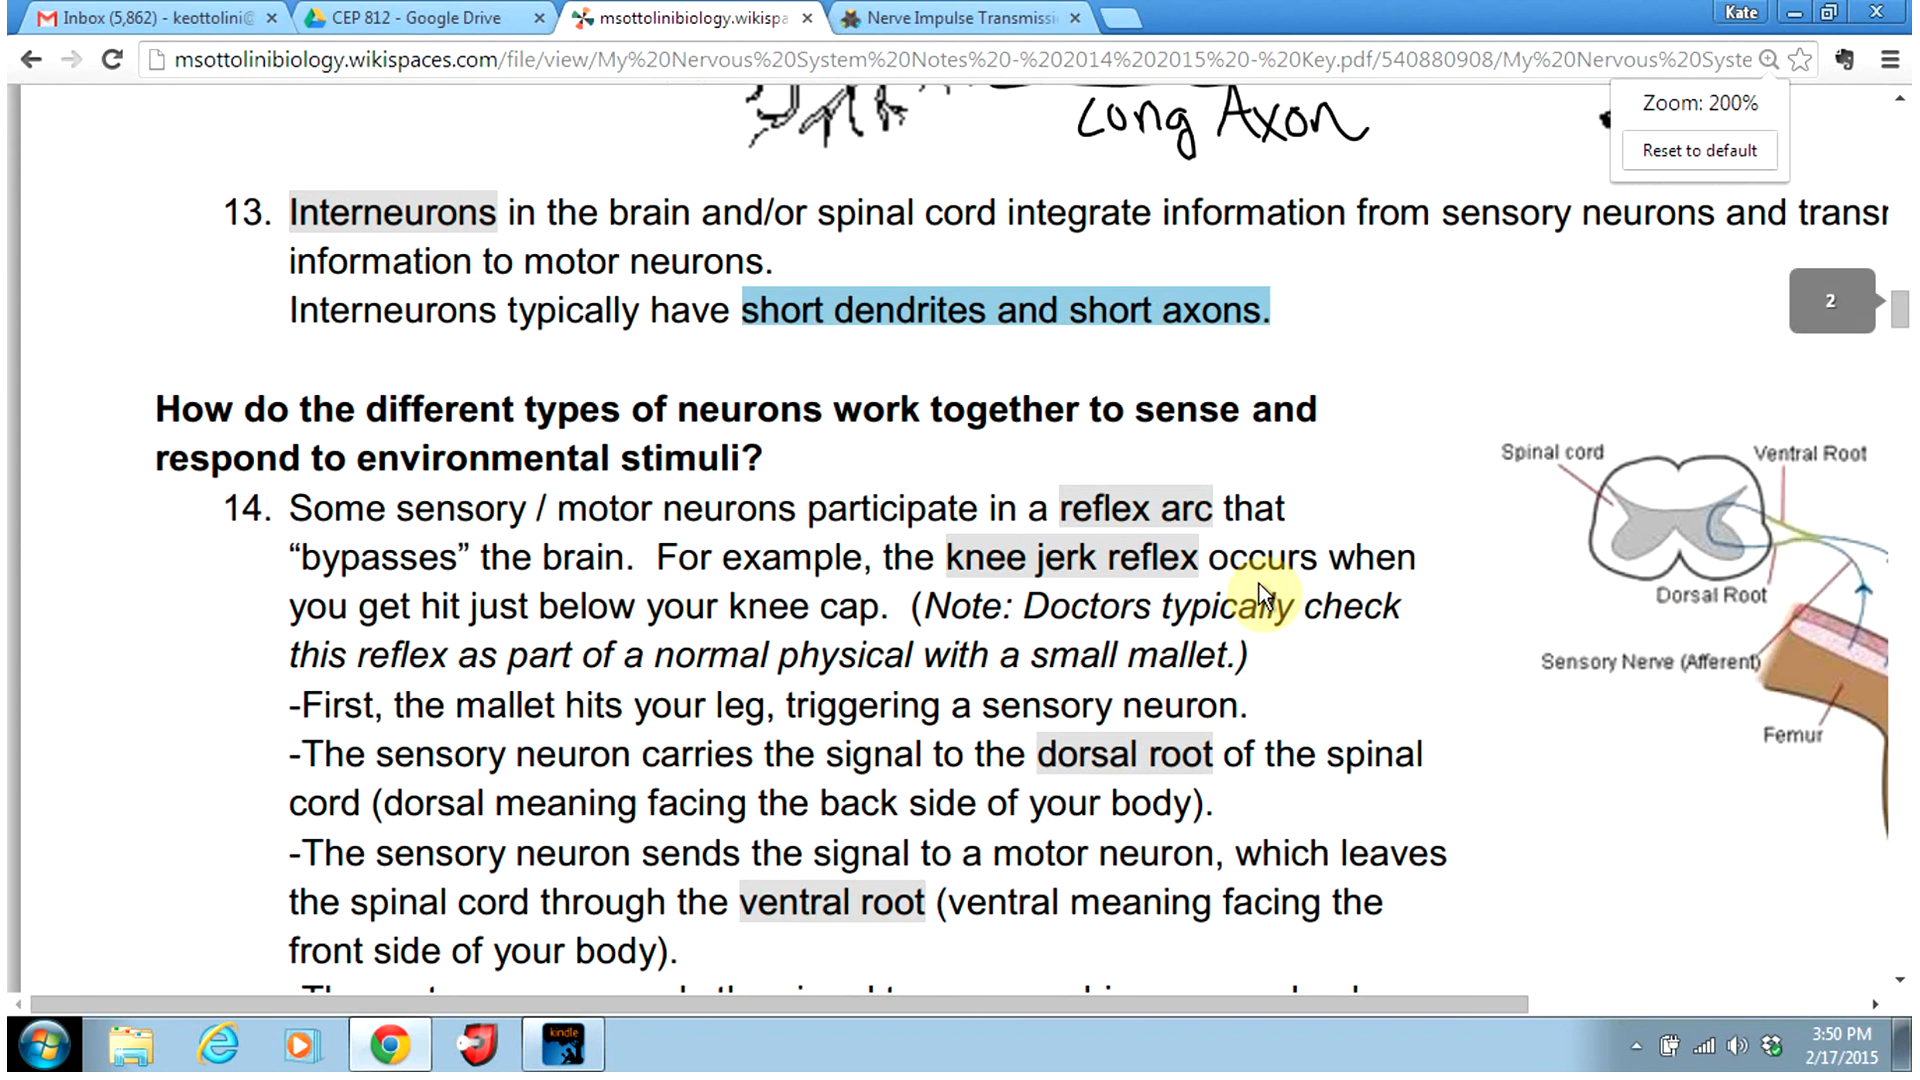 Inbox (5,862) - keottolini@
CEP 812 - Google Drive
msottolinibiology.wikispa
Nerve Impulse Transmissi
Kate
msottolinibiology.wikispaces.com/file/view/My%20Nervous%20System%20Notes%20-%202014%202015%20-%20Key.pdf/540880908/My%20Nervous%20Syste
Zoom: 200%
Reset to default
Long Axon
13. Interneurons in the brain and/or spinal cord integrate information from sensory neurons and
information to motor neurons.
Interneurons typically have short dendrites and short axons.
2
How do the different types of neurons work together to sense and
respond to environmental stimuli?
14. Some sensory / motor neurons participate in a reflex arc that
“bypasses” the brain. For example, the knee jerk reflex occurs when
you get hit just below your knee cap. (Note: Doctors typically check
this reflex as part of a normal physical with a small mallet.)
-First, the mallet hits your leg, triggering a sensory neuron.
-The sensory neuron carries the signal to the dorsal root of the spinal
cord (dorsal meaning facing the back side of your body).
-The sensory neuron sends the signal to a motor neuron, which leaves
the spinal cord through the ventral root (ventral meaning facing the
front side of your body).
Spinal cord
Ventral Root
Dorsal Root
Sensory Nerve (Afferent)
Femur
kindle
3:50 PM
2/17/2015